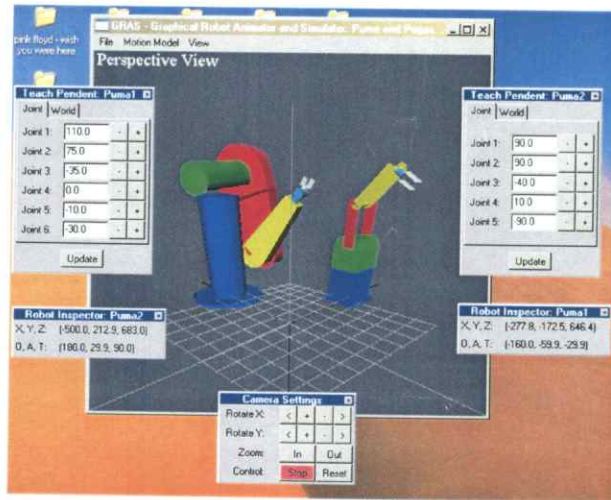 pink floyd - wish
you were here
GRAS - Graphical Robot Animator and Simulator: Puma and Pegas
File Motion Model View
Perspective View
Teach Pendent: Puma1
Joint World
Joint 1: 110.0 - +
Joint 2: 75.0 - +
Joint 3: -35.0 - +
Joint 4: 0.0 - +
Joint 5: -10.0 - +
Joint 6: -30.0 - +
Update
Teach Pendent: Puma2
Joint World
Joint 1: 90.0 - +
Joint 2: 90.0 - +
Joint 3: -40.0 - +
Joint 4: 10.0 - +
Joint 5: -90.0 - +
Update
Robot Inspector: Puma2
X, Y, Z: (-500.0, 212.9, 683.0)
O, A, T: (180.0, 29.9, 90.0)
Robot Inspector: Puma1
X, Y, Z: (-277.8, -172.5, 646.4)
O, A, T: (-160.0, -59.9, -29.9)
Camera Settings
Rotate X: < + - >
Rotate Y: < + - >
Zoom: In Out
Control: Stop Reset